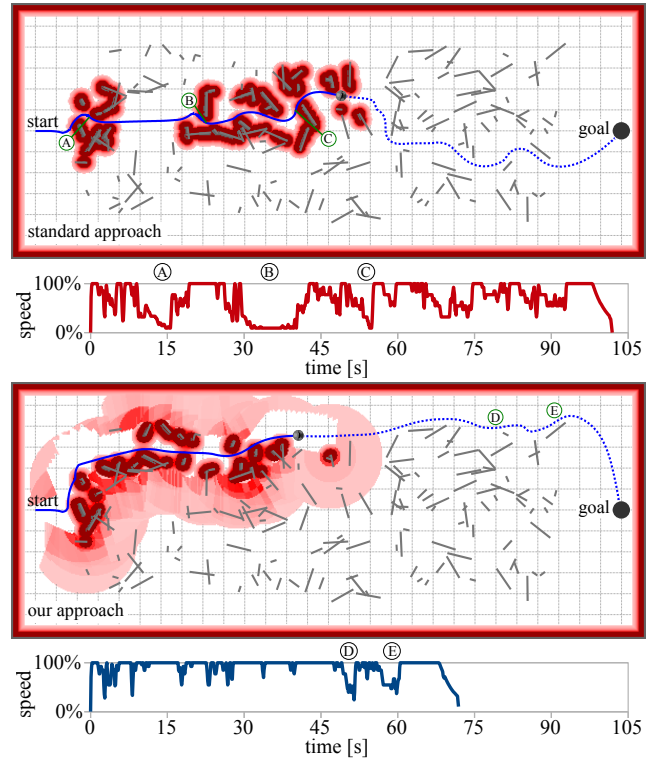 B
start
goal
A
C
standard approach
A B C
100%
speed
0%
0 15 30 45 60 75 90 105
time [s]
D E
start
goal
our approach
D E
100%
speed
0%
0 15 30 45 60 75 90 105
time [s]